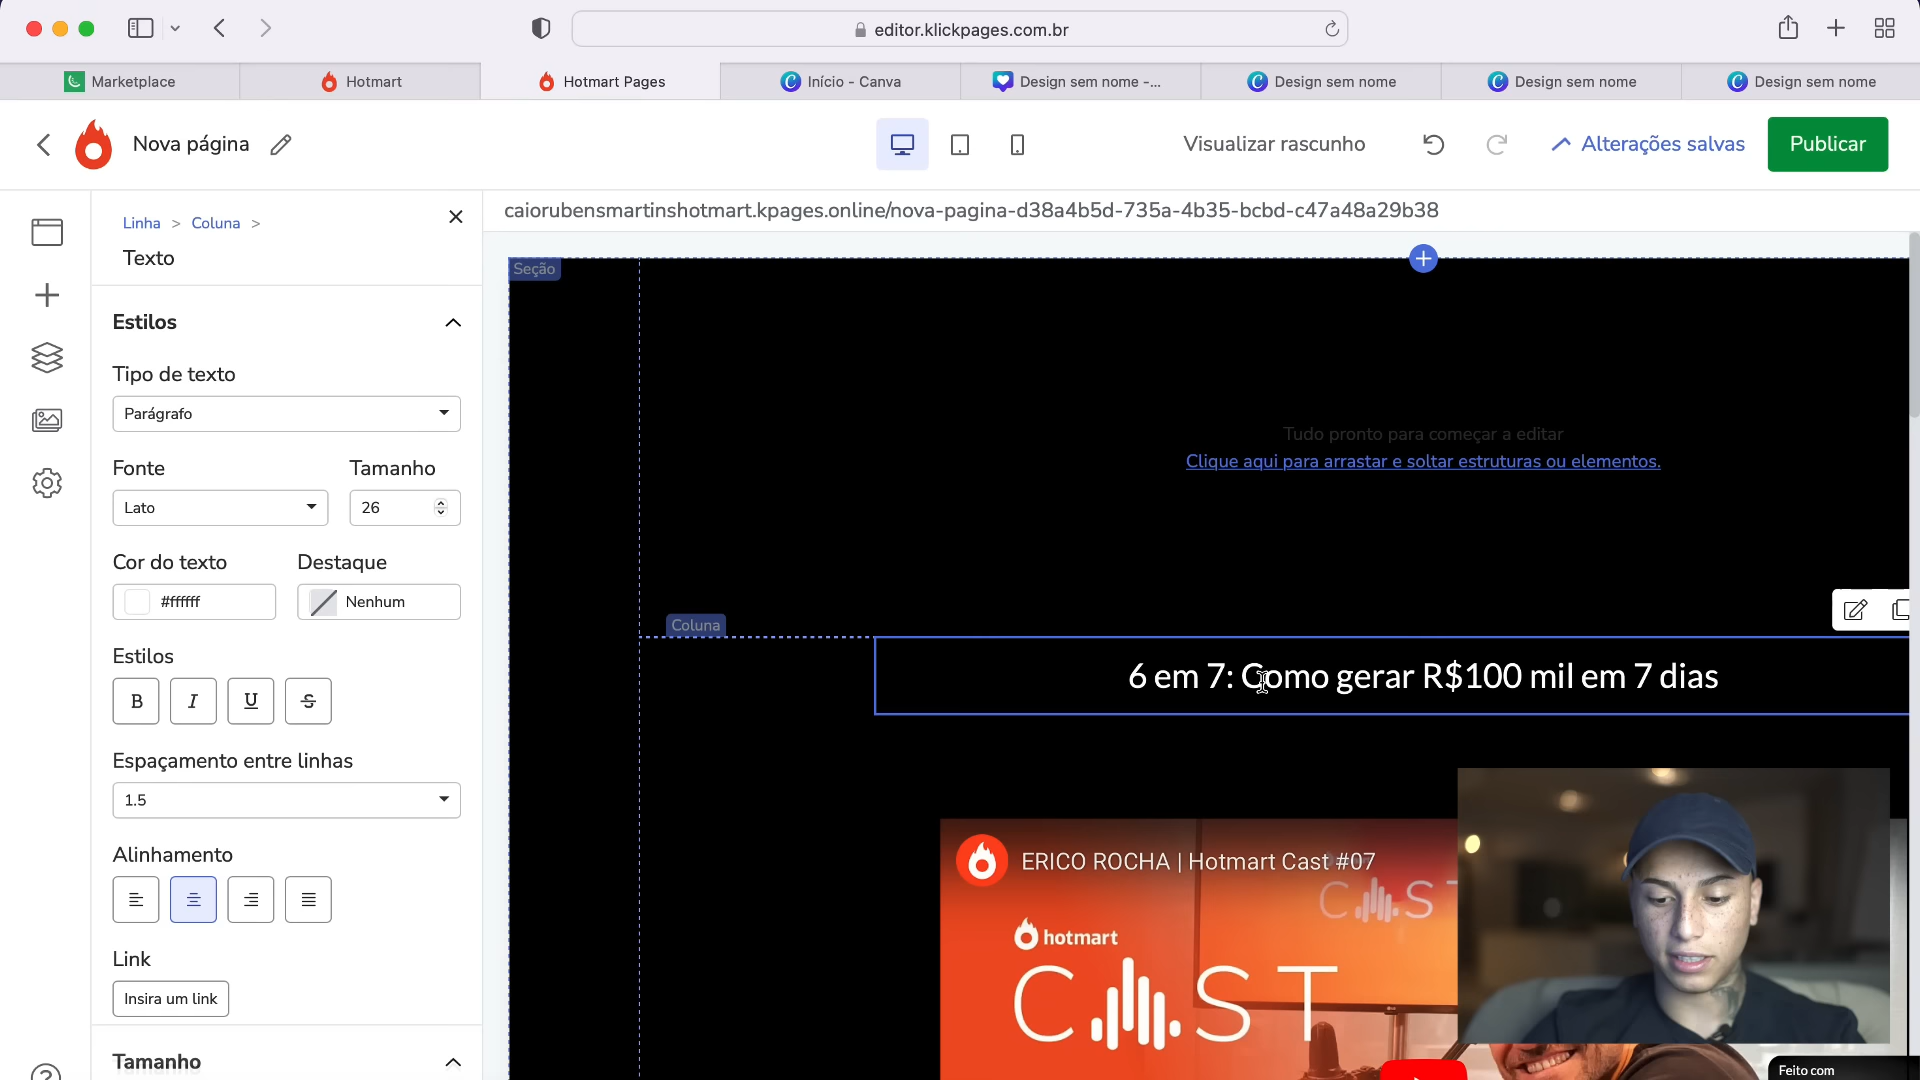 editor.klickpages.com.br
Marketplace
Hotmart
Hotmart Pages
Início - Canva
Design sem nome -...
Design sem nome
Design sem nome
Design sem nome
Nova página
Visualizar rascunho
Alterações salvas
Publicar
Linha > Coluna >
Texto
caiorubensmartinshotmart.kpages.online/nova-pagina-d38a4b5d-735a-4b35-bcbd-c47a48a29b38
Seção
Estilos
Tipo de texto
Parágrafo
Fonte
Tamanho
Lato
26
Cor do texto
Destaque
#ffffff
Nenhum
Estilos
B I U S
Espaçamento entre linhas
1.5
Alinhamento
Link
Insira um link
Tamanho
Tudo pronto para começar a editar
Clique aqui para arrastar e soltar estruturas ou elementos.
Coluna
6 em 7: Como gerar R$100 mil em 7 dias
ERICO ROCHA | Hotmart Cast #07
CAST
hotmart
CAST
Feito com